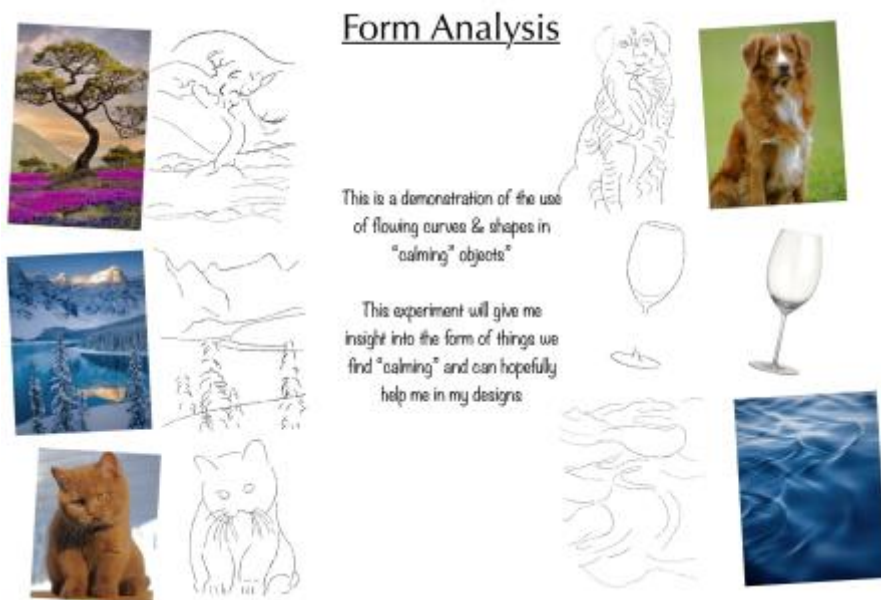 Form Analysis
This is a demonstration of the use
of flowing curves & shapes in
"calming" objects"
This experiment will give me
insight into the form of things we
find "calming" and can hopefully
help me in my designs